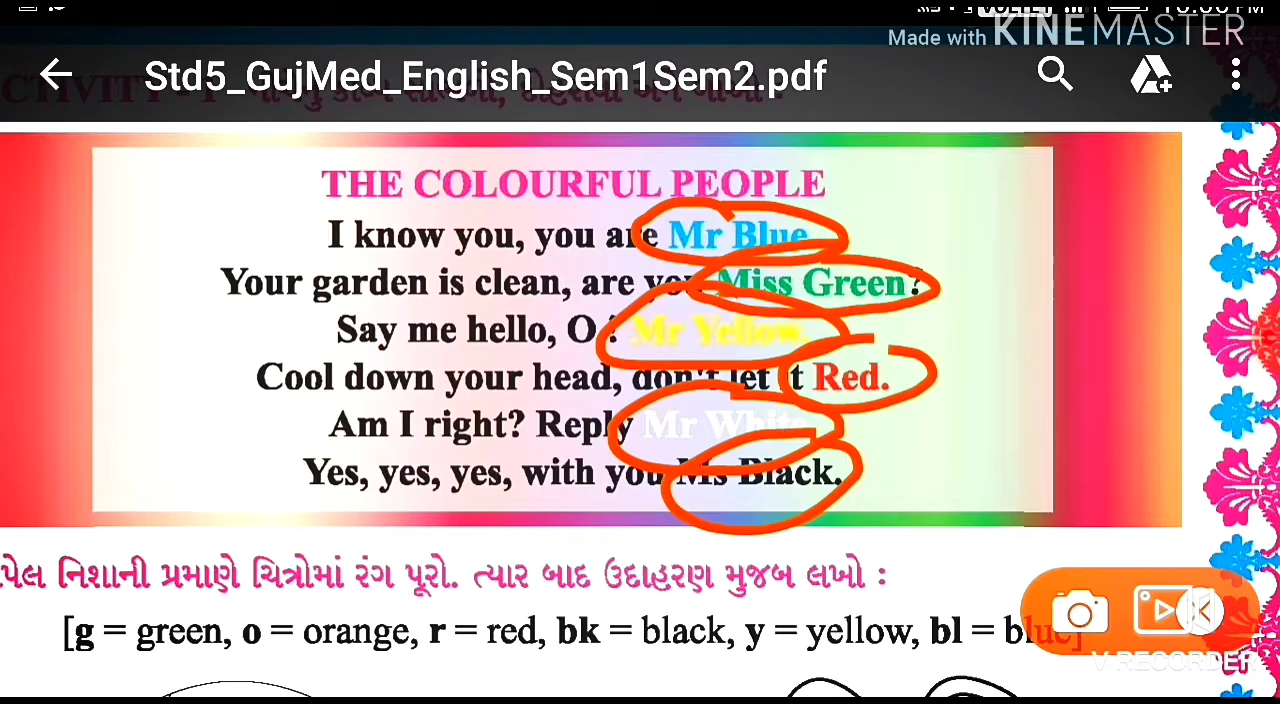 Made with KINEMASTER
Std5_GujMed_English_Sem1Sem2.pdf
THE COLOURFUL PEOPLE
I know you, you are Mr Blue.
Your garden is clean, are you Miss Green?
Say me hello, O! Mr Yellow.
Cool down your head, don't let it Red.
Am I right? Reply Mr White.
Yes, yes, yes, with you Ms Black.
નિશાની પ્રમાણે ચિત્રોમાં રંગ પૂરો. ત્યાર બાદ ઉદાહરણ મુજબ લખો :
[g = green, o = orange, r = red, bk = black, y = yellow, bl = blue]
V RECORDER